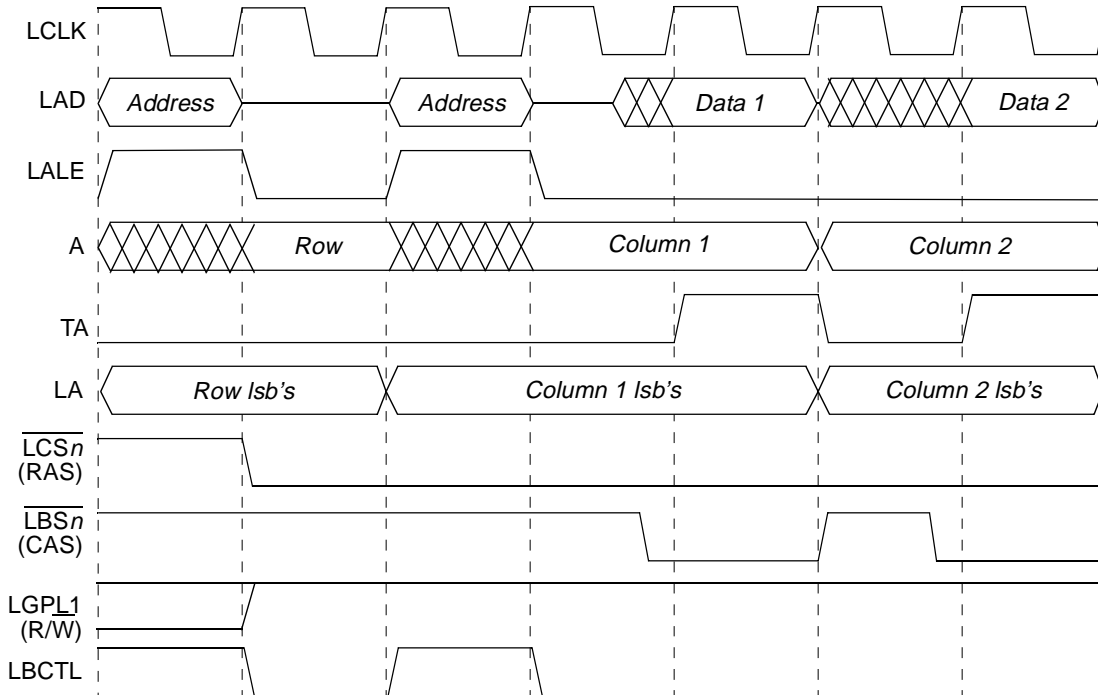 LCLK
LAD Address Address Data 1 Data 2
LALE
A Row Column 1 Column 2
TA
LA Row lsb's Column 1 lsb's Column 2 lsb's
LCSn
(RAS)
LBSn
(CAS)
LGPL1
(R/W)
LBCTL